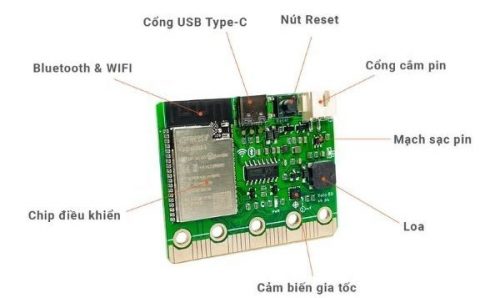 Cổng USB Type-C
Nút Reset
Bluetooth & WIFI
Cổng cắm pin
Mạch sạc pin
Chip điều khiển
Loa
Cảm biến gia tốc